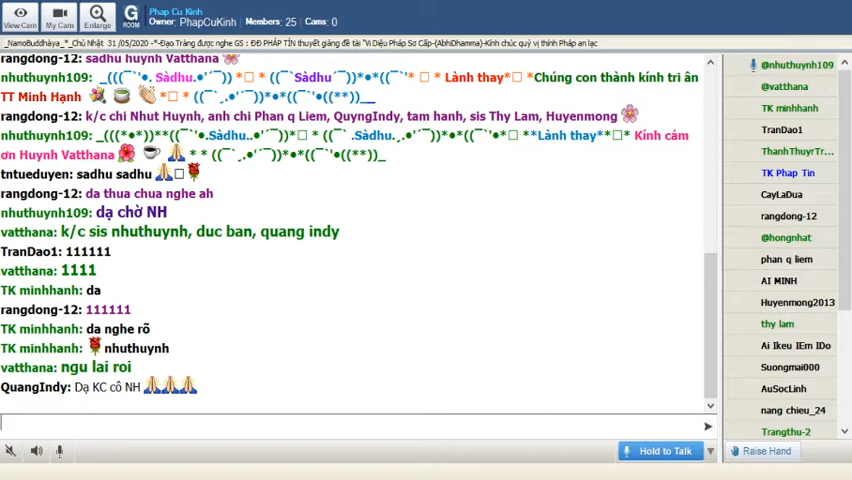 View Cam
My Cam
Enlarge
G
ROOM
Phap Cu Kinh
Owner: PhapCuKinh Members: 25 Cams: 0
_NamoBuddhàya_*_Chủ Nhật 31 /05/2020 -*-Đạo Tràng được nghe GS : ĐĐ PHÁP TÍN thuyết giảng đề tài "Vi Diệu Pháp Sơ Cấp-(AbhiDhamma)-Kính chúc quý vị thính Pháp an lạc
rangdong-12: sadhu huynh Vatthana
nhuthuynh109: _(((¯`•. Sàdhu.•'´¯)) *□ * ((¯`Sàdhu´¯)*•*•((¯`'* □ * Lành thay* □ *Chúng con thành kính tri ân
TT Minh Hạnh *□ * ((¯`¸.•'´¯)*•*•((¯`'•((**))__
rangdong-12: k/c chi Nhut Huynh, anh chi Phan q Liem, QuyngIndy, tam hanh, sis Thy Lam, Huyenmong
nhuthuynh109: _(((*•*))**((¯`'•.Sàdhu..•'´¯))*□ * ((¯` .Sàdhu.¸.•'´¯))•*•((¯`'•*□ **Lành thay**□* Kính cám
ơn Huynh Vatthana * * ((¯`¸.•'´¯)*•*•((¯`'•((**))_
tntueduyen: sadhu sadhu
rangdong-12: da thua chua nghe ah
nhuthuynh109: dạ chờ NH
vatthana: k/c sis nhuthuynh, duc ban, quang indy
TranDao1: 111111
vatthana: 1111
TK minhhanh: da
rangdong-12: 111111
TK minhhanh: da nghe rõ
TK minhhanh: nhuthuynh
vatthana: ngu lai roi
QuangIndy: Dạ KC cô NH
@nhuthuynh109
@vatthana
TK minhhanh
TranDao1
ThanhThuyrTr...
TK Phap Tin
CayLaDua
rangdong-12
@hongnhat
phan q liem
AI MINH
Huyenmong2013
thy lam
Ai Ikeu IEm IDo
Suongmai000
AuSocLinh
nang chieu_24
Trangthu-2
Hold to Talk
Raise Hand